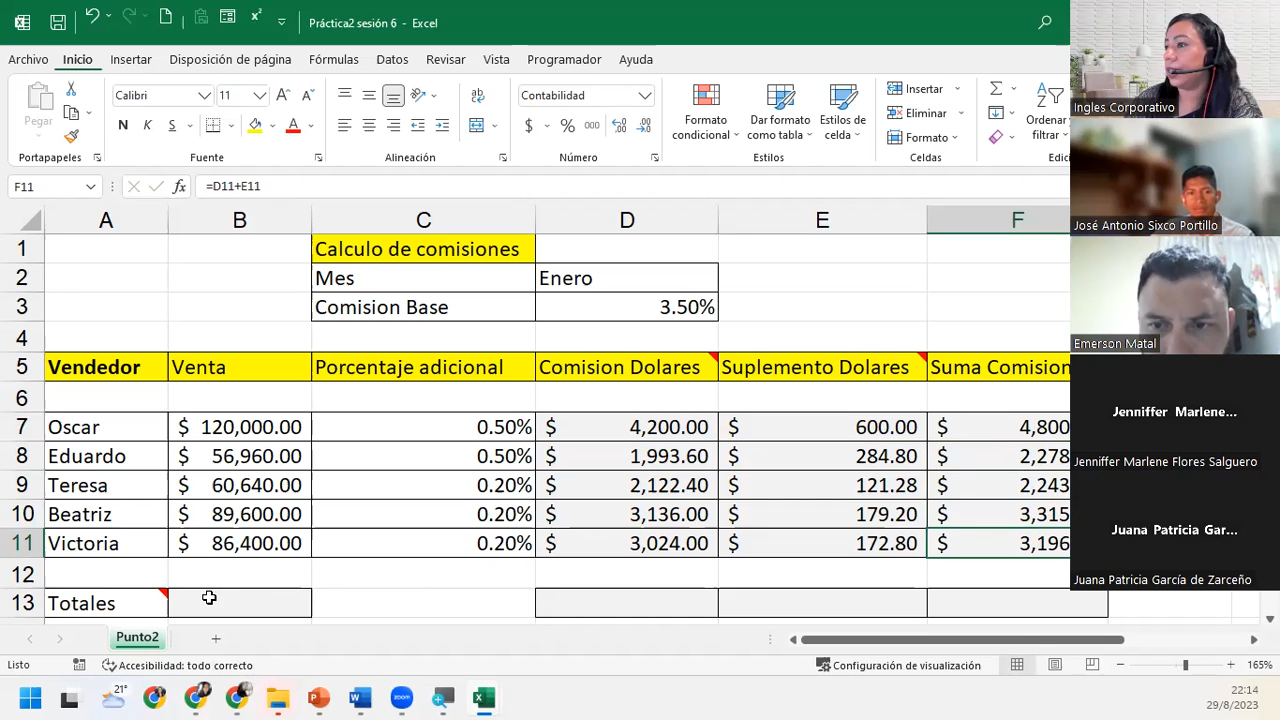 Práctica2 sesión 6 - Excel
Archivo Inicio Insertar Disposición de página Fórmulas Datos Vista Programador Ayuda
Pegar
Calibri 11
N K S
Contabilidad
Formato condicional
Dar formato como tabla
Estilos de celda
Insertar
Eliminar
Formato
Ordenar filtrar
Portapapeles Fuente Alineación Número Estilos Celdas
F11 fx =D11+E11
A B C D E F
1 Calculo de comisiones
2 Mes Enero
3 Comision Base 3.50%
4
5 Vendedor Venta Porcentaje adicional Comision Dolares Suplemento Dolares Suma Comision
6
7 Oscar $ 120,000.00 0.50% $ 4,200.00 $ 600.00 $ 4,800
8 Eduardo $ 56,960.00 0.50% $ 1,993.60 $ 284.80 $ 2,278
9 Teresa $ 60,640.00 0.20% $ 2,122.40 $ 121.28 $ 2,243
10 Beatriz $ 89,600.00 0.20% $ 3,136.00 $ 179.20 $ 3,315
11 Victoria $ 86,400.00 0.20% $ 3,024.00 $ 172.80 $ 3,196
12
13 Totales
Punto2
Listo Accesibilidad: todo correcto Configuración de visualización 165%
21°
22:14
29/8/2023
Ingles Corporativo
José Antonio Sixco Portillo
Emerson Matal
Jenniffer Marlene...
Jenniffer Marlene Flores Salguero
Juana Patricia Gar...
Juana Patricia García de Zarceño